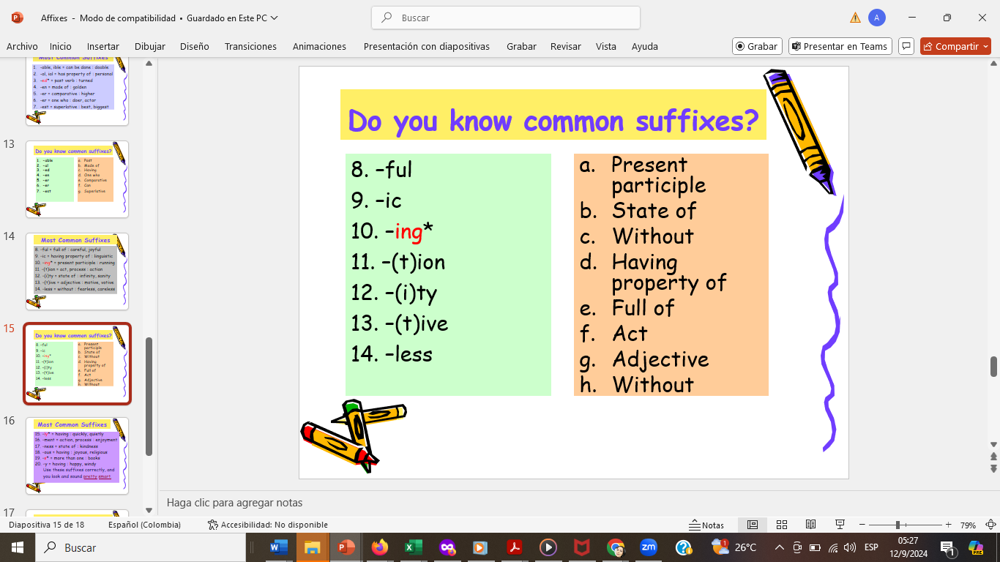 Affixes - Modo de compatibilidad • Guardado en Este PC
Buscar
A
Archivo Inicio Insertar Dibujar Diseño Transiciones Animaciones Presentación con diapositivas Grabar Revisar Vista Ayuda
Grabar Presentar en Teams Compartir
Most Common Suffixes
1. -able, ible = can be done : doable
2. -al, ial = has property of : personal
3. -ed* = past verb : turned
4. -en = made of : golden
5. -er = comparative : higher
6. -er = one who : doer, actor
7. -est = superlative : best, biggest
13
Do you know common suffixes?
1. -able
2. -al
3. -ed
4. -en
5. -er
6. -er
7. -est
a. Past
b. Made of
c. Having
d. One who
e. Comparative
f. Can
g. Superlative
14
Most Common Suffixes
8. -ful = full of : careful, joyful
9. -ic = having property of : linguistic
10. -ing* = present participle : running
11. -(t)ion = act, process : action
12. -(i)ty = state of : infinity, sanity
13. -(t)ive = adjective : motive, votive
14. -less = without : fearless, careless
15
Do you know common suffixes?
8. -ful
9. -ic
10. -ing*
11. -(t)ion
12. -(i)ty
13. -(t)ive
14. -less
a. Present
participle
b. State of
c. Without
d. Having
property of
e. Full of
f. Act
g. Adjective
h. Without
16
Most Common Suffixes
15. -ly* = having : quickly, quietly
16. -ment = action, process : enjoyment
17. -ness = state of : kindness
18. -ous = having : joyous, religious
19. -s* = more than one : books
20. -y = having : happy, windy
Use these suffixes correctly, and
you look and sound pretty smart
17
Do you know common suffixes?
8. –ful
9. –ic
10. –ing*
11. –(t)ion
12. –(i)ty
13. –(t)ive
14. –less
a. Present
participle
b. State of
c. Without
d. Having
property of
e. Full of
f. Act
g. Adjective
h. Without
Haga clic para agregar notas
Diapositiva 15 de 18 Español (Colombia) Accesibilidad: No disponible Notas 79%
Buscar
26°C ESP
05:27
12/9/2024